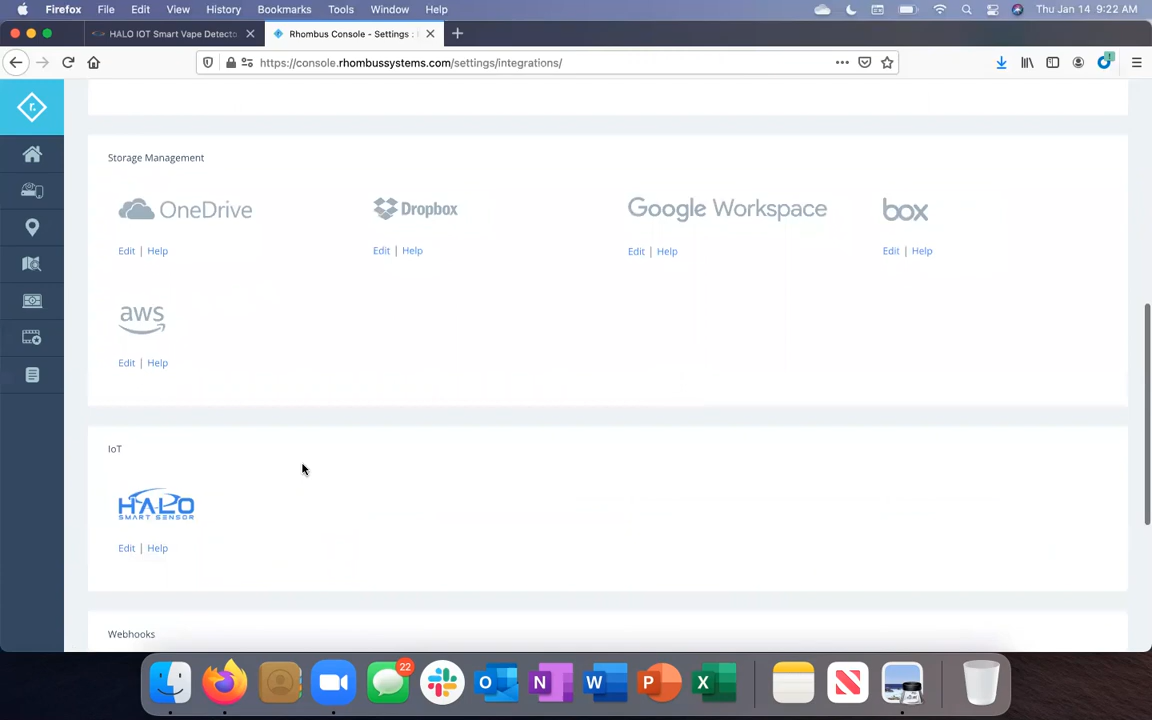 Firefox File Edit View History Bookmarks Tools Window Help Thu Jan 14 9:22 AM
HALO IOT Smart Vape Detecto
Rhombus Console - Settings :
https://console.rhombussystems.com/settings/integrations/
r.
Storage Management
OneDrive Dropbox Google Workspace box
Edit | Help Edit | Help Edit | Help Edit | Help
aws
Edit | Help
IoT
HALO
SMART SENSOR
Edit | Help
Webhooks
22
O N W P X